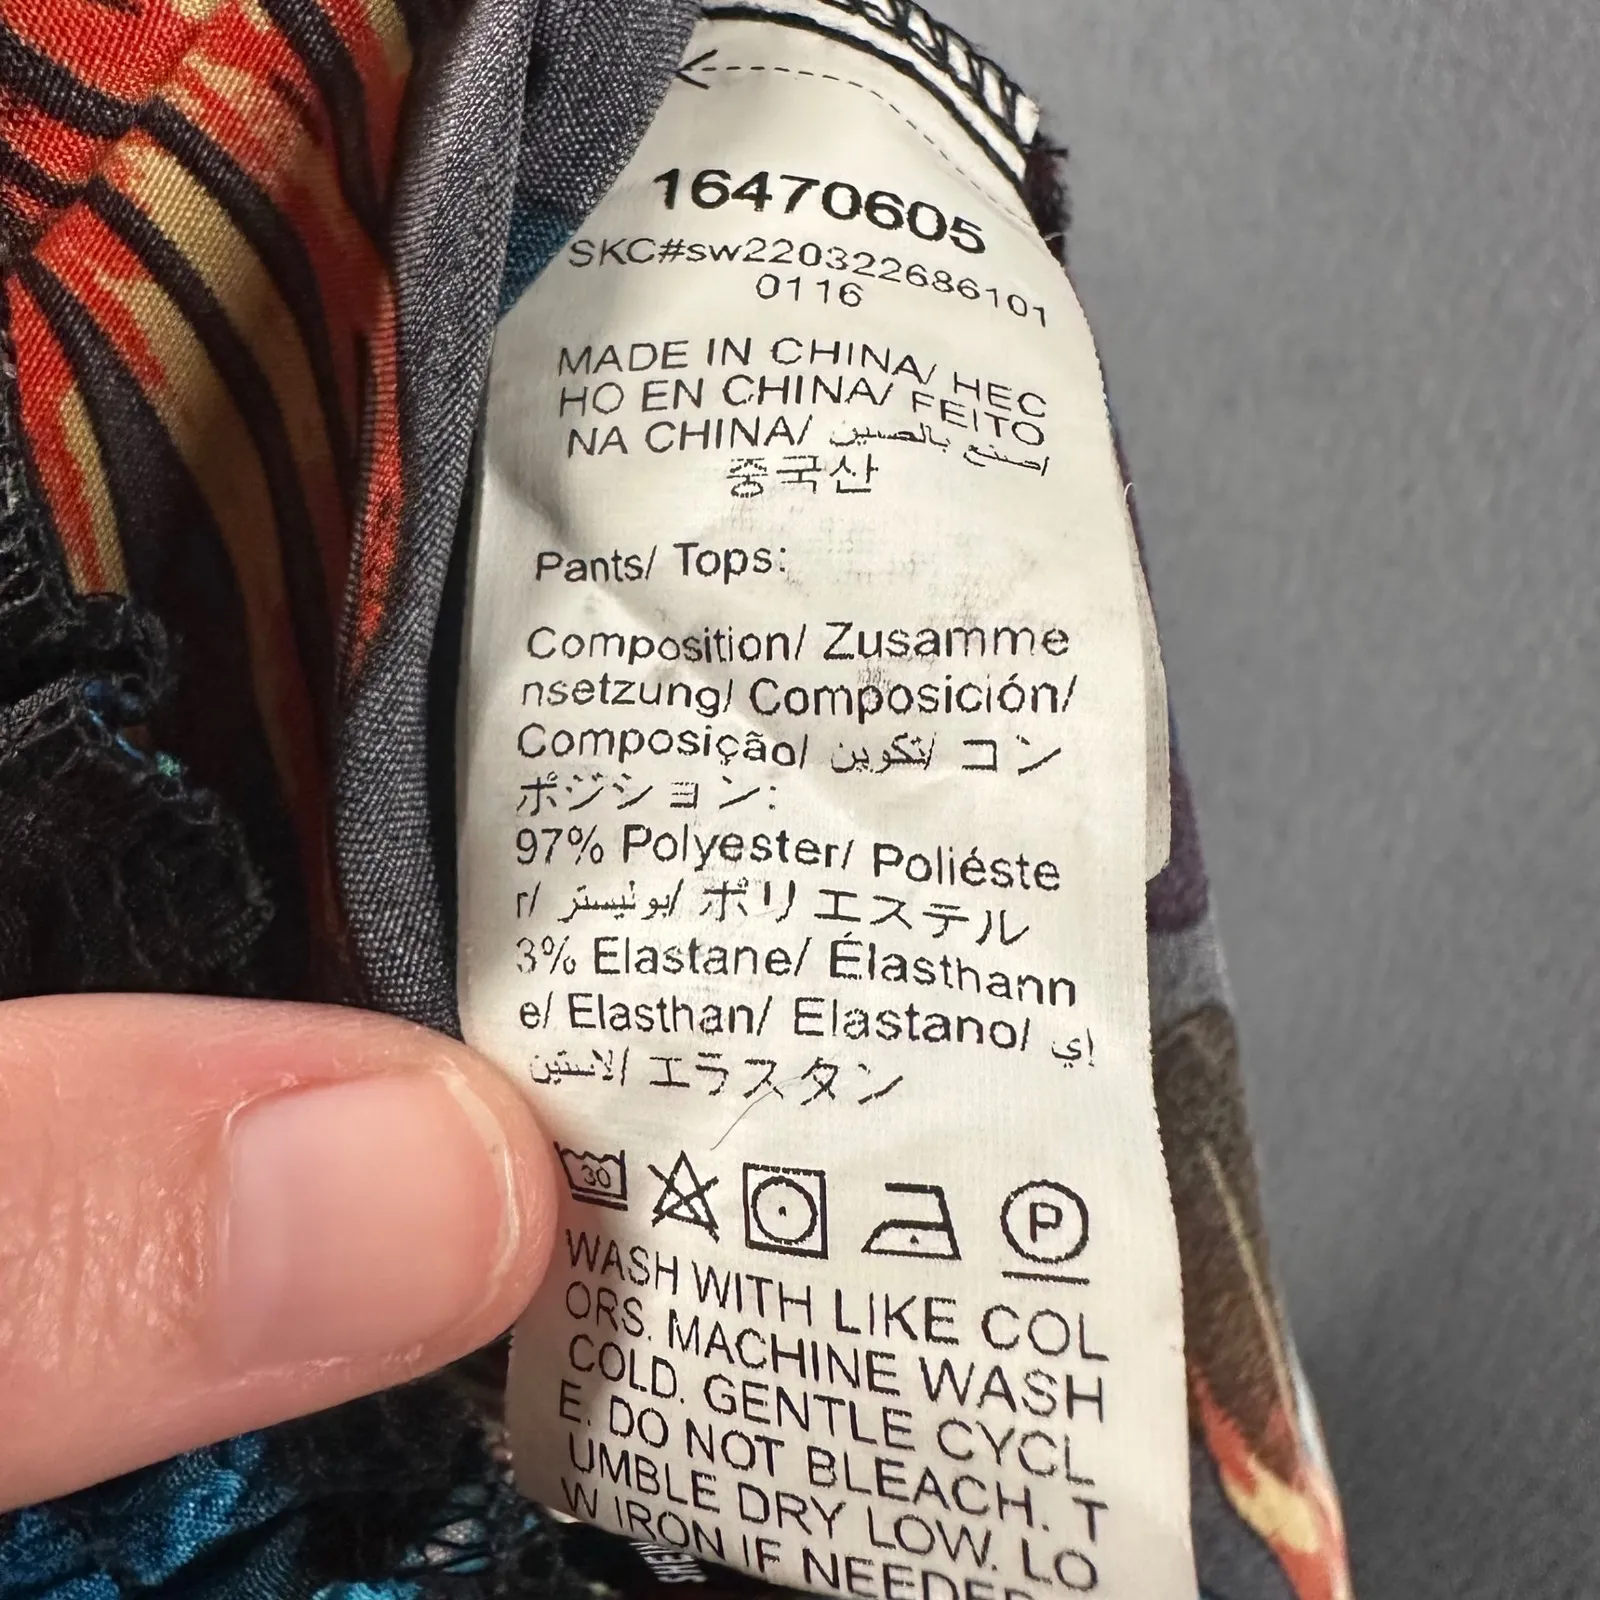 16470605
SKC#sw220322686101
0116
MADE IN CHINA/ HEC
HO EN CHINA/ FEITO
NA CHINA/ اصنع بالصين
중국산
Pants/ Tops:
Composition/ Zusamme
nsetzung/ Composición/
Composição/ تكوين/ コン
ポジション:
97% Polyester/ Poliéste
r/ بوليستر/ ポリエステル
3% Elastane/ Élasthann
e/ Elasthan/ Elastano/ إي
لاستين/ エラスタン
30
P
WASH WITH LIKE COL
ORS. MACHINE WASH
COLD. GENTLE CYCL
E. DO NOT BLEACH. T
UMBLE DRY LOW. LO
W IRON IF NEEDED